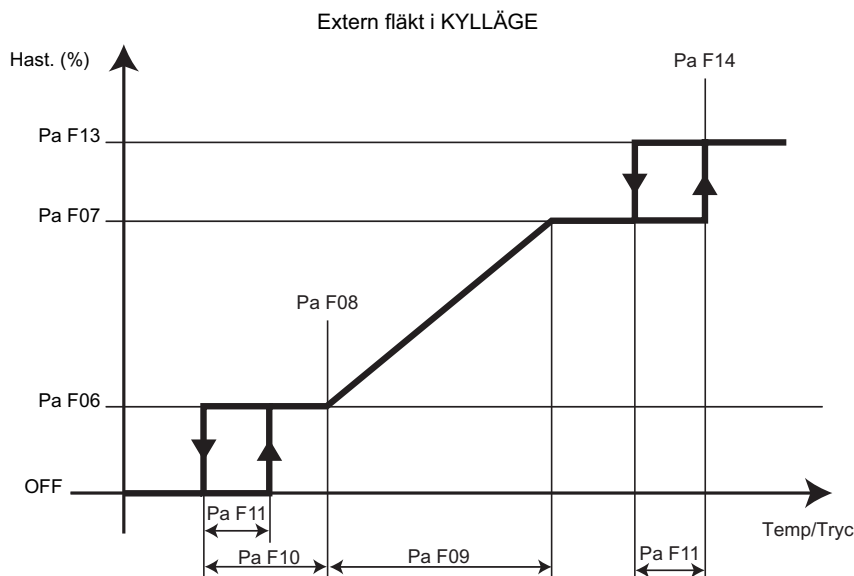 Extern fläkt i KYLLÄGE
Hast. (%)
Pa F14
Pa F13
Pa F07
Pa F08
Pa F06
OFF
Pa F11
Temp/Tryc
Pa F10
Pa F09
Pa F11